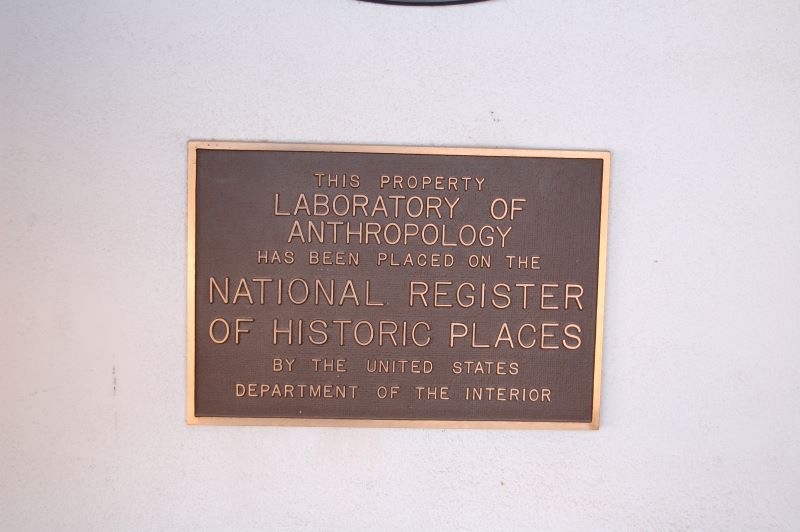 THIS PROPERTY
LABORATORY OF
ANTHROPOLOGY
HAS BEEN PLACED ON THE
NATIONAL REGISTER
OF HISTORIC PLACES
BY THE UNITED STATES
DEPARTMENT OF THE INTERIOR